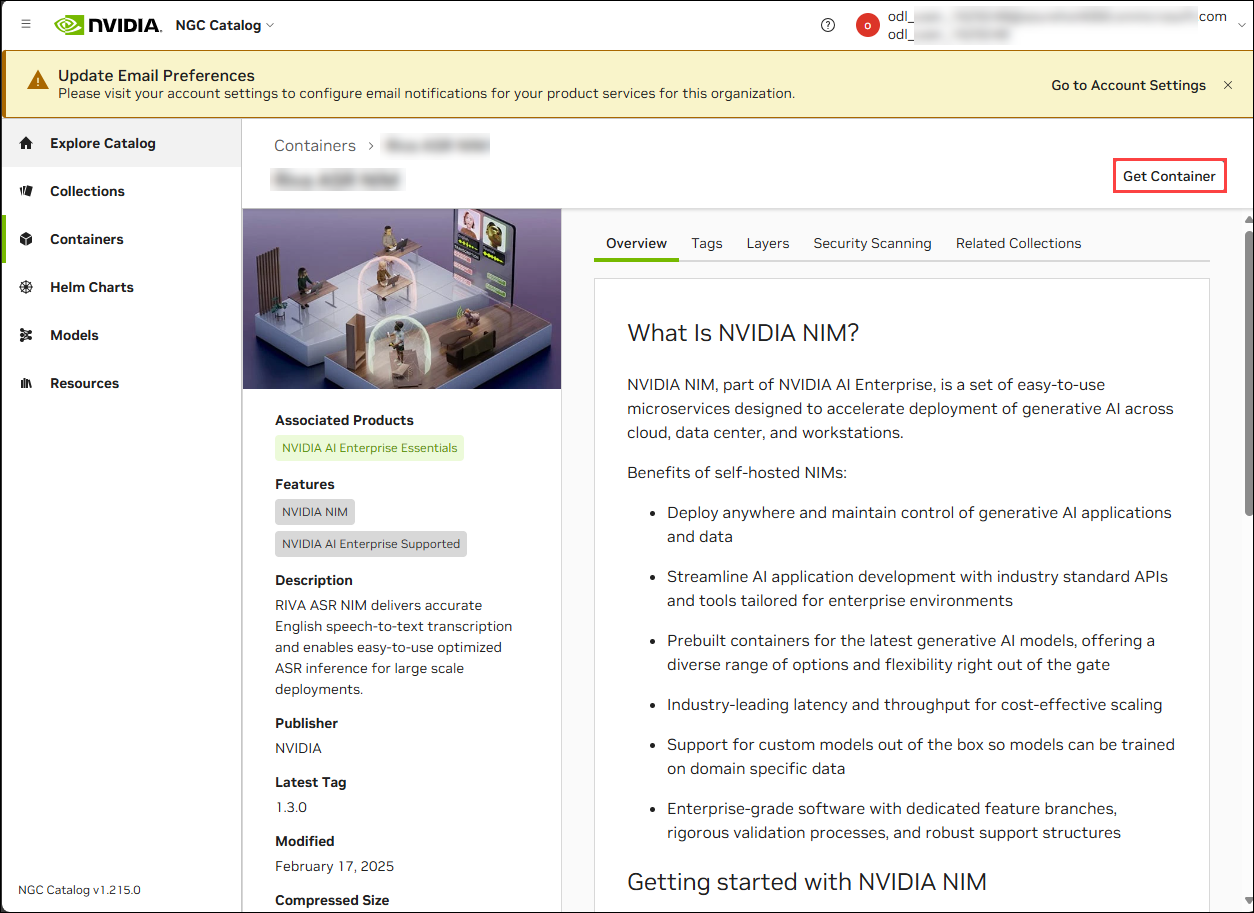 NVIDIA. NGC Catalog
odl_ com
odl_
o
Update Email Preferences
Please visit your account settings to configure email notifications for your product services for this organization.
Go to Account Settings
Explore Catalog
Collections
Containers
Helm Charts
Models
Resources
NGC Catalog v1.215.0
Containers
Get Container
Associated Products
NVIDIA AI Enterprise Essentials
Features
NVIDIA NIM
NVIDIA AI Enterprise Supported
Description
RIVA ASR NIM delivers accurate
English speech-to-text transcription
and enables easy-to-use optimized
ASR inference for large scale
deployments.
Publisher
NVIDIA
Latest Tag
1.3.0
Modified
February 17, 2025
Compressed Size
Overview Tags Layers Security Scanning Related Collections
What Is NVIDIA NIM?
NVIDIA NIM, part of NVIDIA AI Enterprise, is a set of easy-to-use
microservices designed to accelerate deployment of generative AI across
cloud, data center, and workstations.
Benefits of self-hosted NIMs:
• Deploy anywhere and maintain control of generative AI applications
and data
• Streamline AI application development with industry standard APIs
and tools tailored for enterprise environments
• Prebuilt containers for the latest generative AI models, offering a
diverse range of options and flexibility right out of the gate
• Industry-leading latency and throughput for cost-effective scaling
• Support for custom models out of the box so models can be trained
on domain specific data
• Enterprise-grade software with dedicated feature branches,
rigorous validation processes, and robust support structures
Getting started with NVIDIA NIM